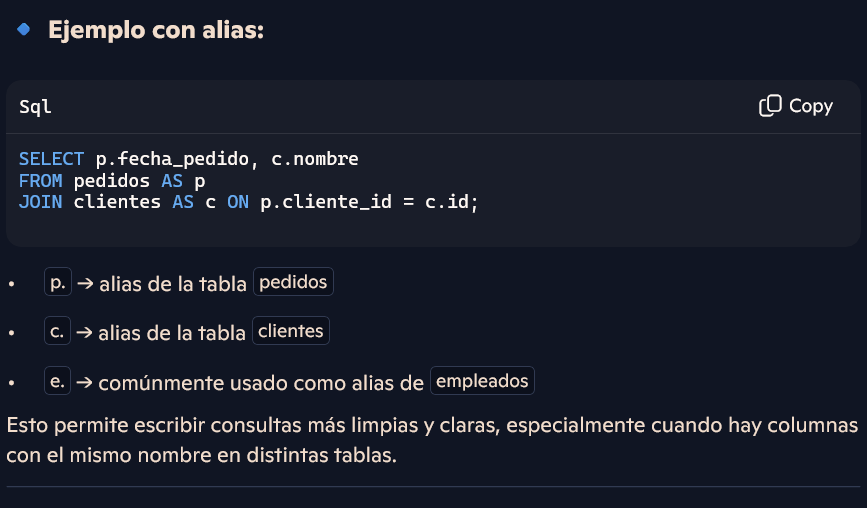 Ejemplo con alias:
Sql
Copy
SELECT p.fecha_pedido, c.nombre
FROM pedidos AS p
JOIN clientes AS c ON p.cliente_id = c.id;
• p. → alias de la tabla pedidos
• c. → alias de la tabla clientes
• e. → comúnmente usado como alias de empleados
Esto permite escribir consultas más limpias y claras, especialmente cuando hay columnas
con el mismo nombre en distintas tablas.